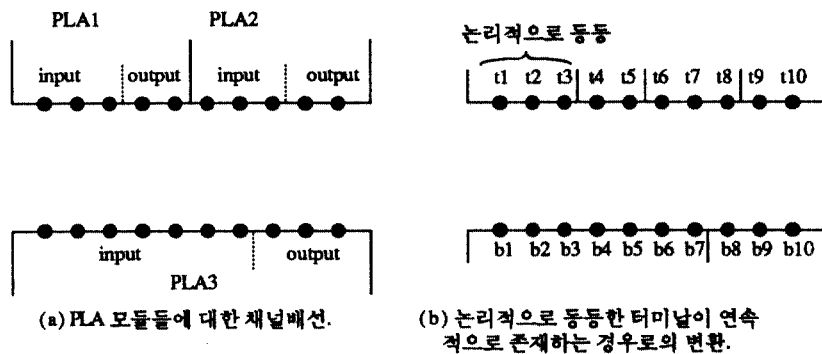 PLA1 PLA2
input output input output
input output
PLA3
(a) PLA 모듈들에 대한 채널배선.
논리적으로 동등
t1 t2 t3 t4 t5 t6 t7 t8 t9 t10
b1 b2 b3 b4 b5 b6 b7 b8 b9 b10
(b) 논리적으로 동등한 터미날이 연속
적으로 존재하는 경우로의 변환.